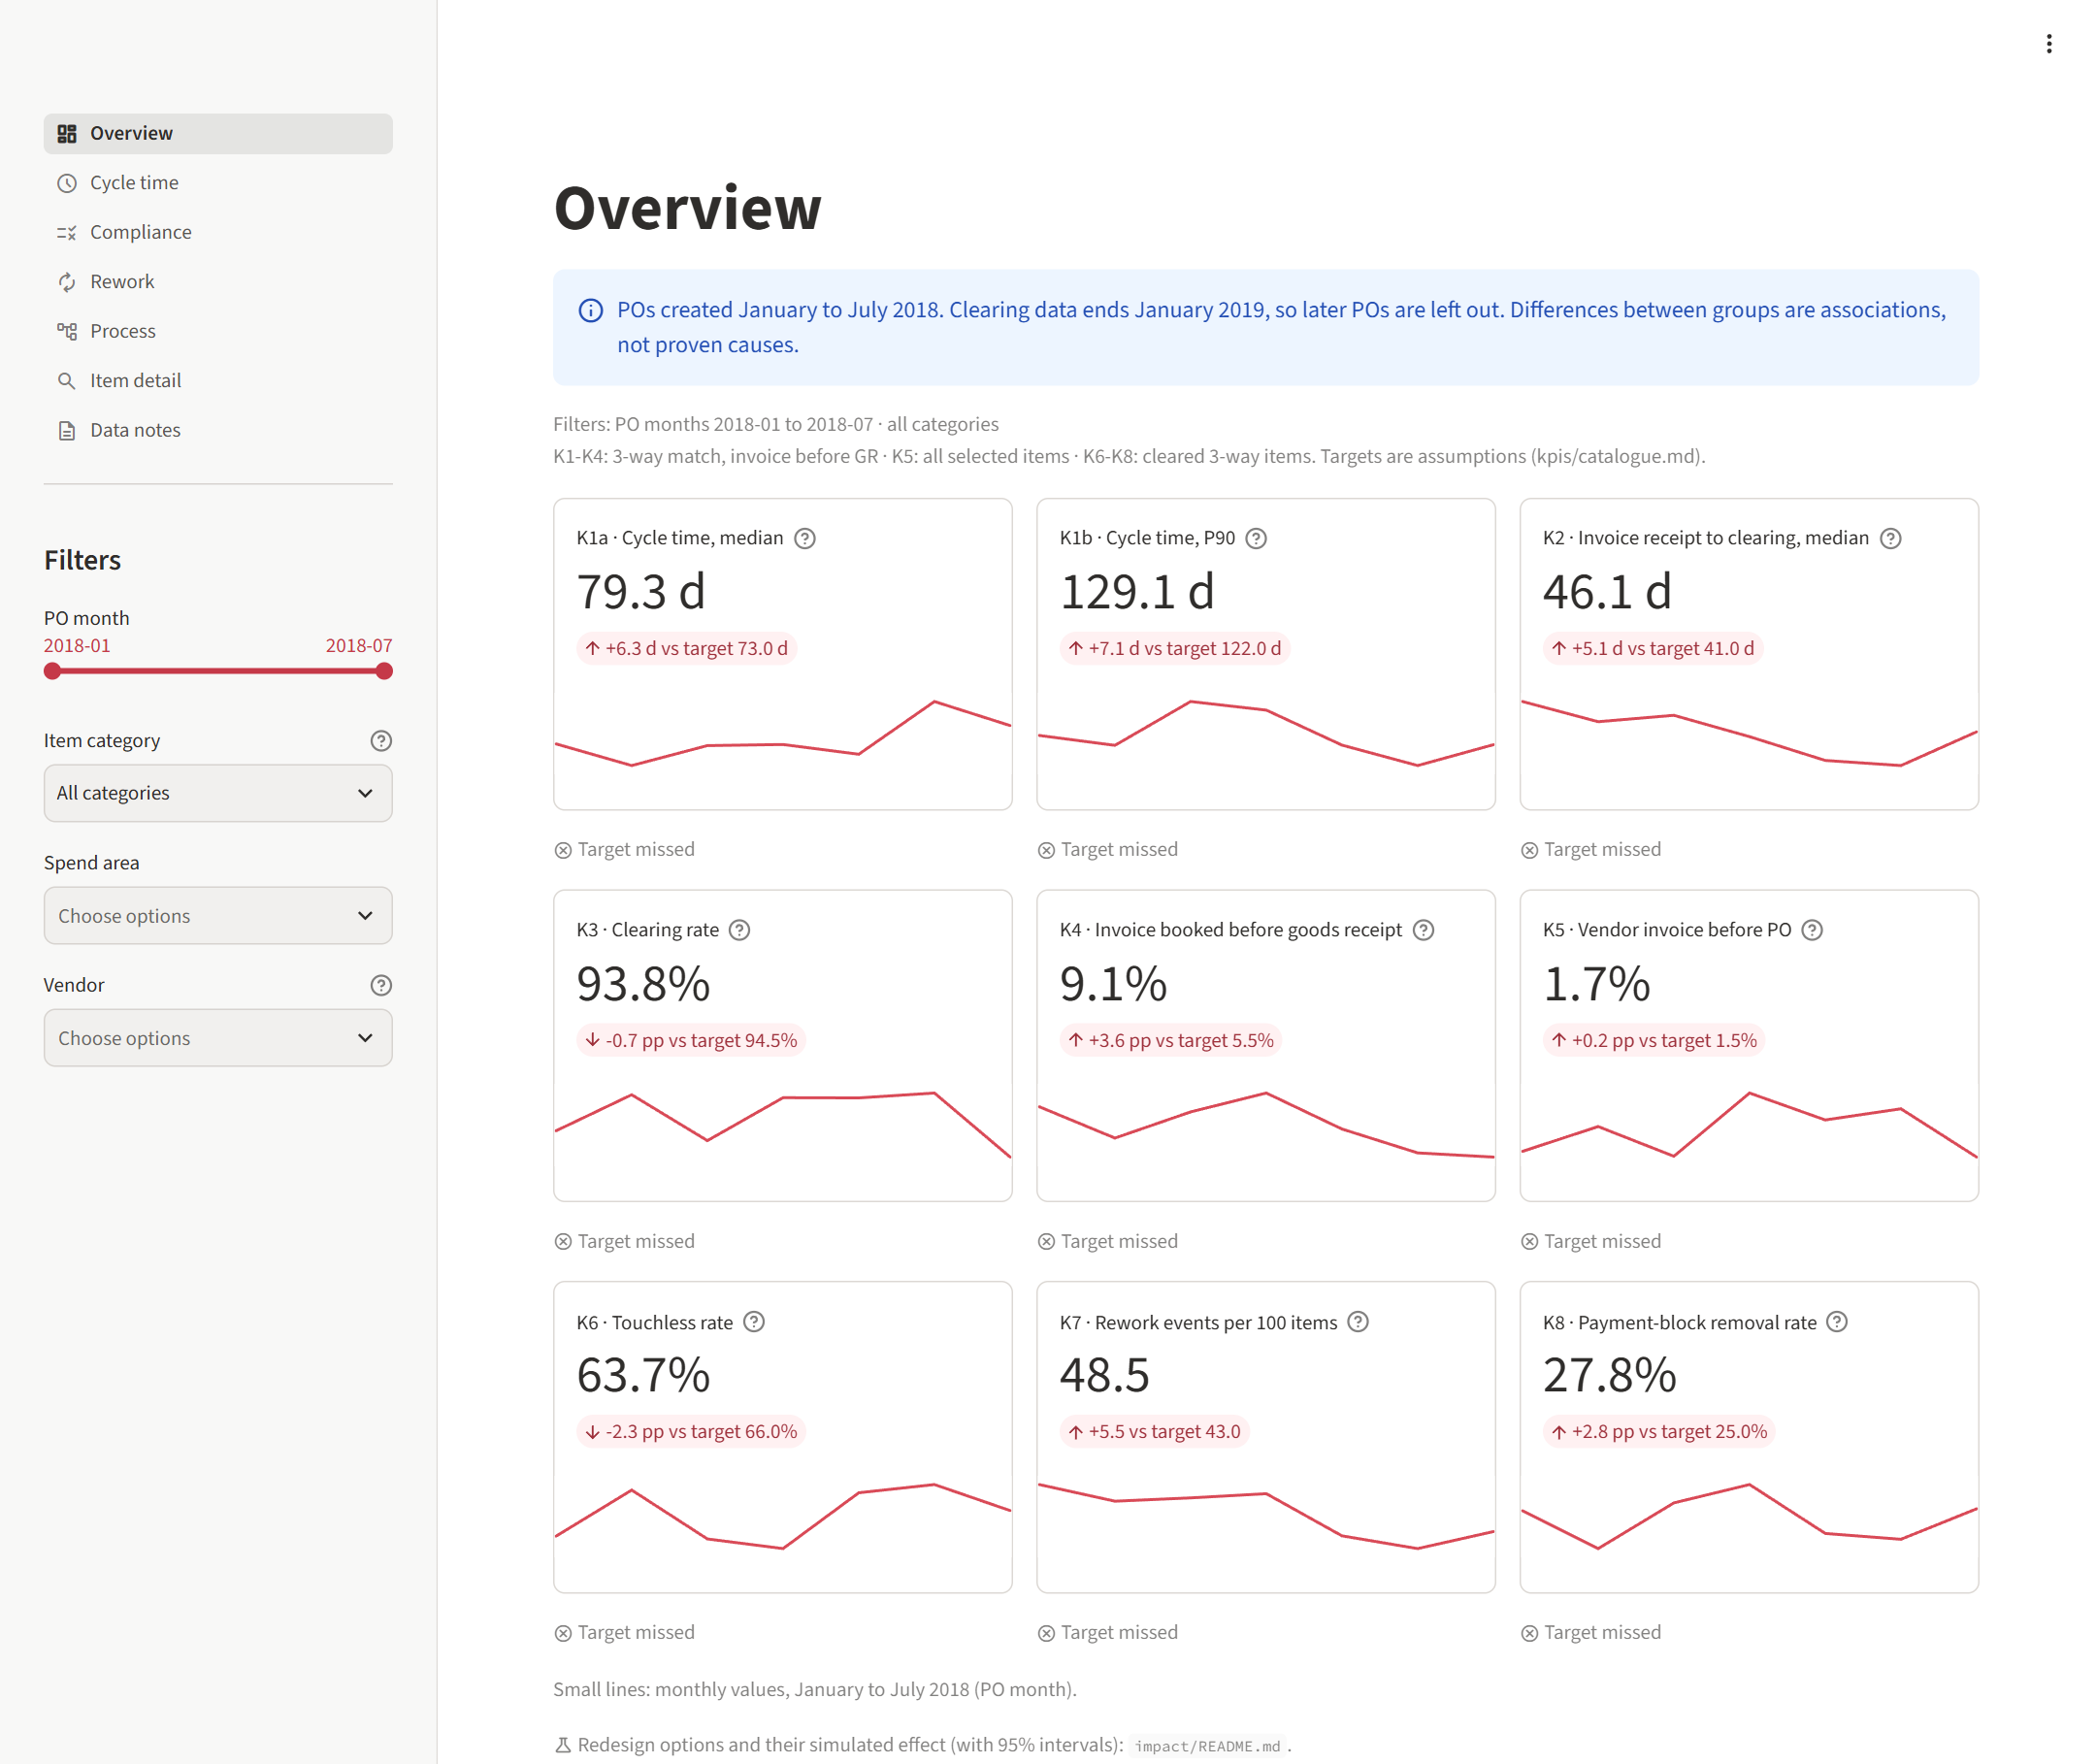 Overview
Cycle time
Compliance
Rework
Process
Item detail
Data notes
Filters
PO month
2018-01 2018-07
Item category
All categories
Spend area
Choose options
Vendor
Choose options
Overview
POs created January to July 2018. Clearing data ends January 2019, so later POs are left out. Differences between groups are associations,
not proven causes.
Filters: PO months 2018-01 to 2018-07 · all categories
K1-K4: 3-way match, invoice before GR · K5: all selected items · K6-K8: cleared 3-way items. Targets are assumptions (kpis/catalogue.md).
K1a · Cycle time, median
79.3 d
↑ +6.3 d vs target 73.0 d
Target missed
K1b · Cycle time, P90
129.1 d
↑ +7.1 d vs target 122.0 d
Target missed
K2 · Invoice receipt to clearing, median
46.1 d
↑ +5.1 d vs target 41.0 d
Target missed
K3 · Clearing rate
93.8%
↓ -0.7 pp vs target 94.5%
Target missed
K4 · Invoice booked before goods receipt
9.1%
↑ +3.6 pp vs target 5.5%
Target missed
K5 · Vendor invoice before PO
1.7%
↑ +0.2 pp vs target 1.5%
Target missed
K6 · Touchless rate
63.7%
↓ -2.3 pp vs target 66.0%
Target missed
K7 · Rework events per 100 items
48.5
↑ +5.5 vs target 43.0
Target missed
K8 · Payment-block removal rate
27.8%
↑ +2.8 pp vs target 25.0%
Target missed
Small lines: monthly values, January to July 2018 (PO month).
Redesign options and their simulated effect (with 95% intervals): impact/README.md.